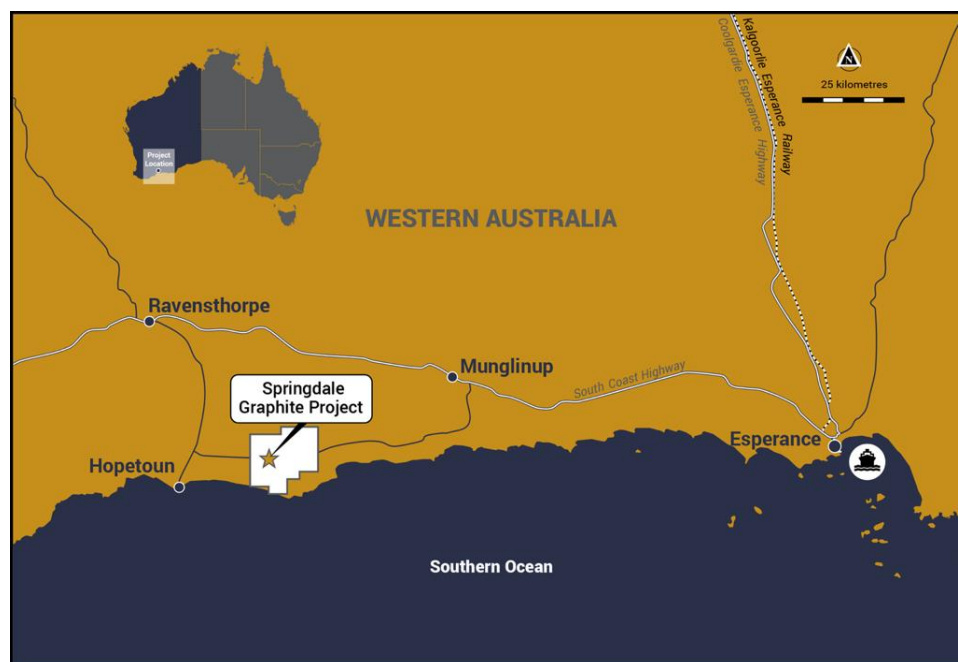 Kalgoorlie Esperance Railway
Coolgardie Esperance Highway
N
25 kilometres
Project
Location
WESTERN AUSTRALIA
Ravensthorpe
Munglinup
South Coast Highway
Springdale
Graphite Project
Esperance
Hopetoun
Southern Ocean